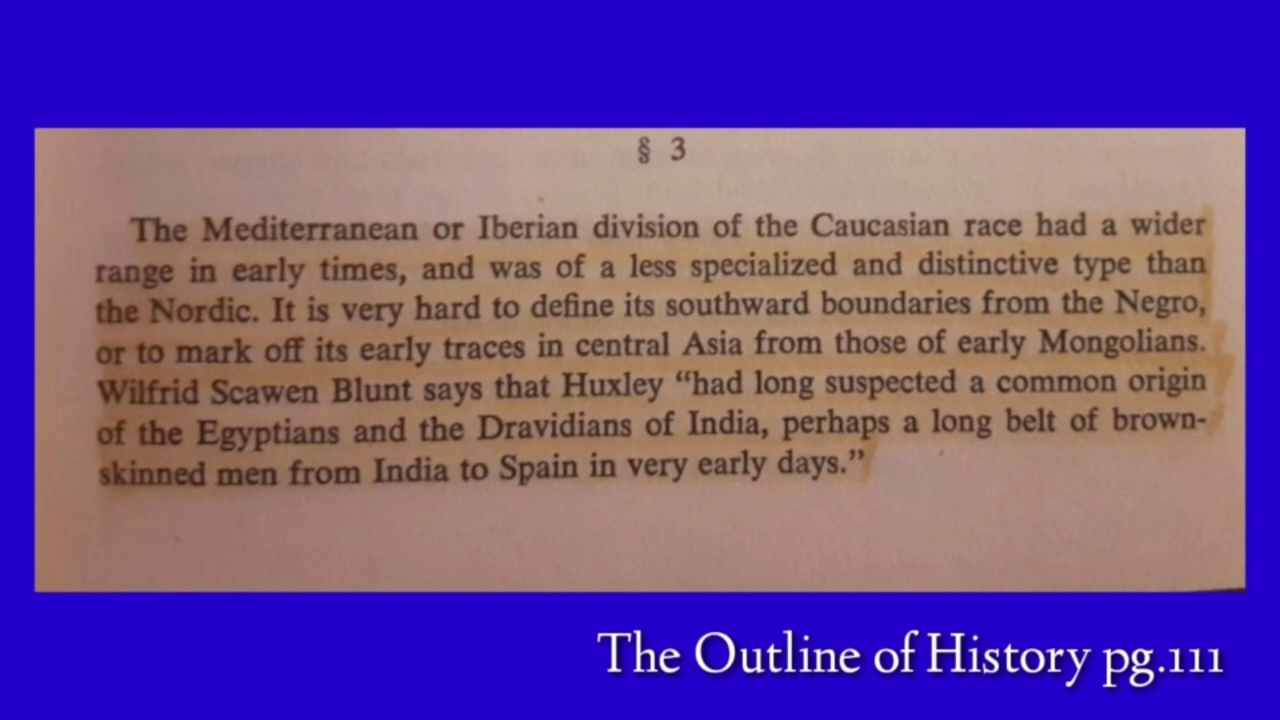 § 3
The Mediterranean or Iberian division of the Caucasian race had a wider
range in early times, and was of a less specialized and distinctive type than
the Nordic. It is very hard to define its southward boundaries from the Negro,
or to mark off its early traces in central Asia from those of early Mongolians.
Wilfrid Scawen Blunt says that Huxley “had long suspected a common origin
of the Egyptians and the Dravidians of India, perhaps a long belt of brown-
skinned men from India to Spain in very early days.”
The Outline of History pg.111